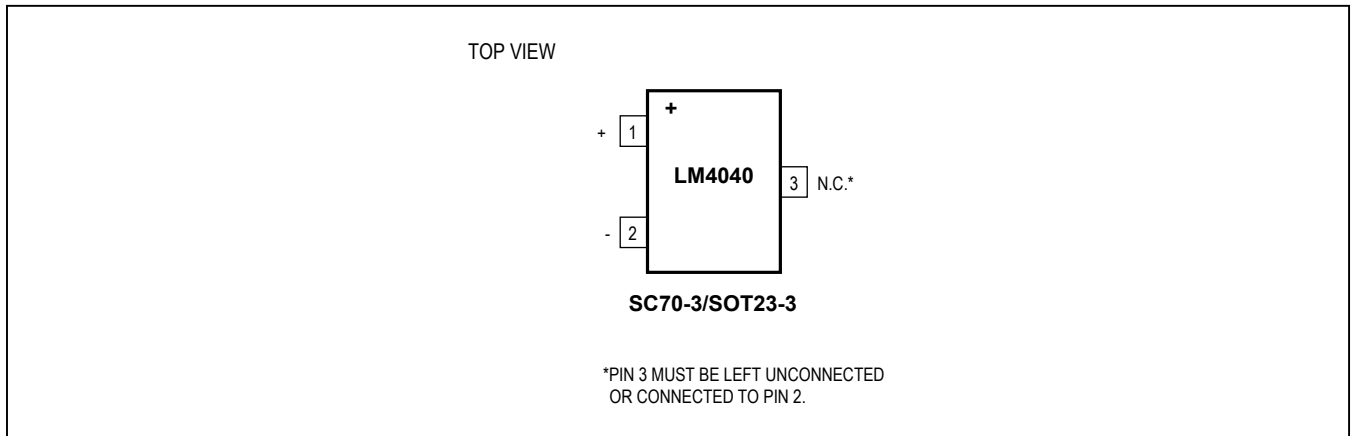 TOP VIEW
+
+ 1
LM4040
3 N.C.*
- 2
SC70-3/SOT23-3
*PIN 3 MUST BE LEFT UNCONNECTED
OR CONNECTED TO PIN 2.